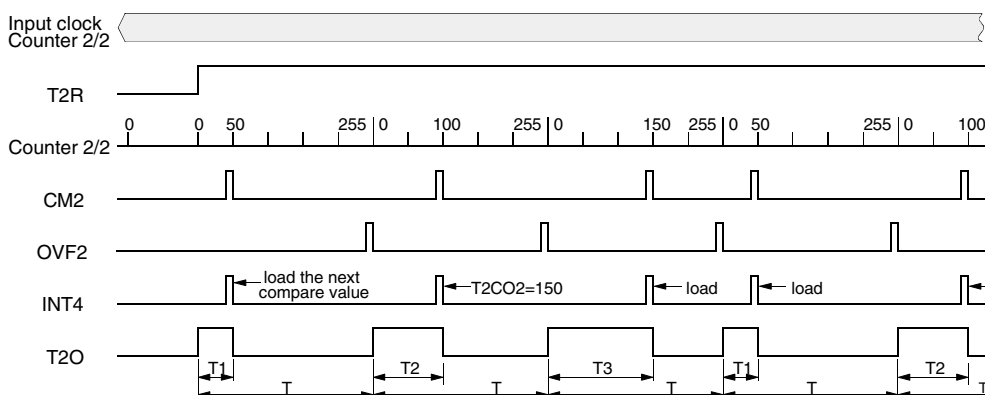 Input clock
Counter 2/2
T2R
0 0 50 255 0 100 255 0 150 255 0 50 255 0 100
Counter 2/2
CM2
OVF2
INT4
load the next
compare value
T2CO2=150
load
load
T2O
T1 T2 T3 T1 T2
T T T T T